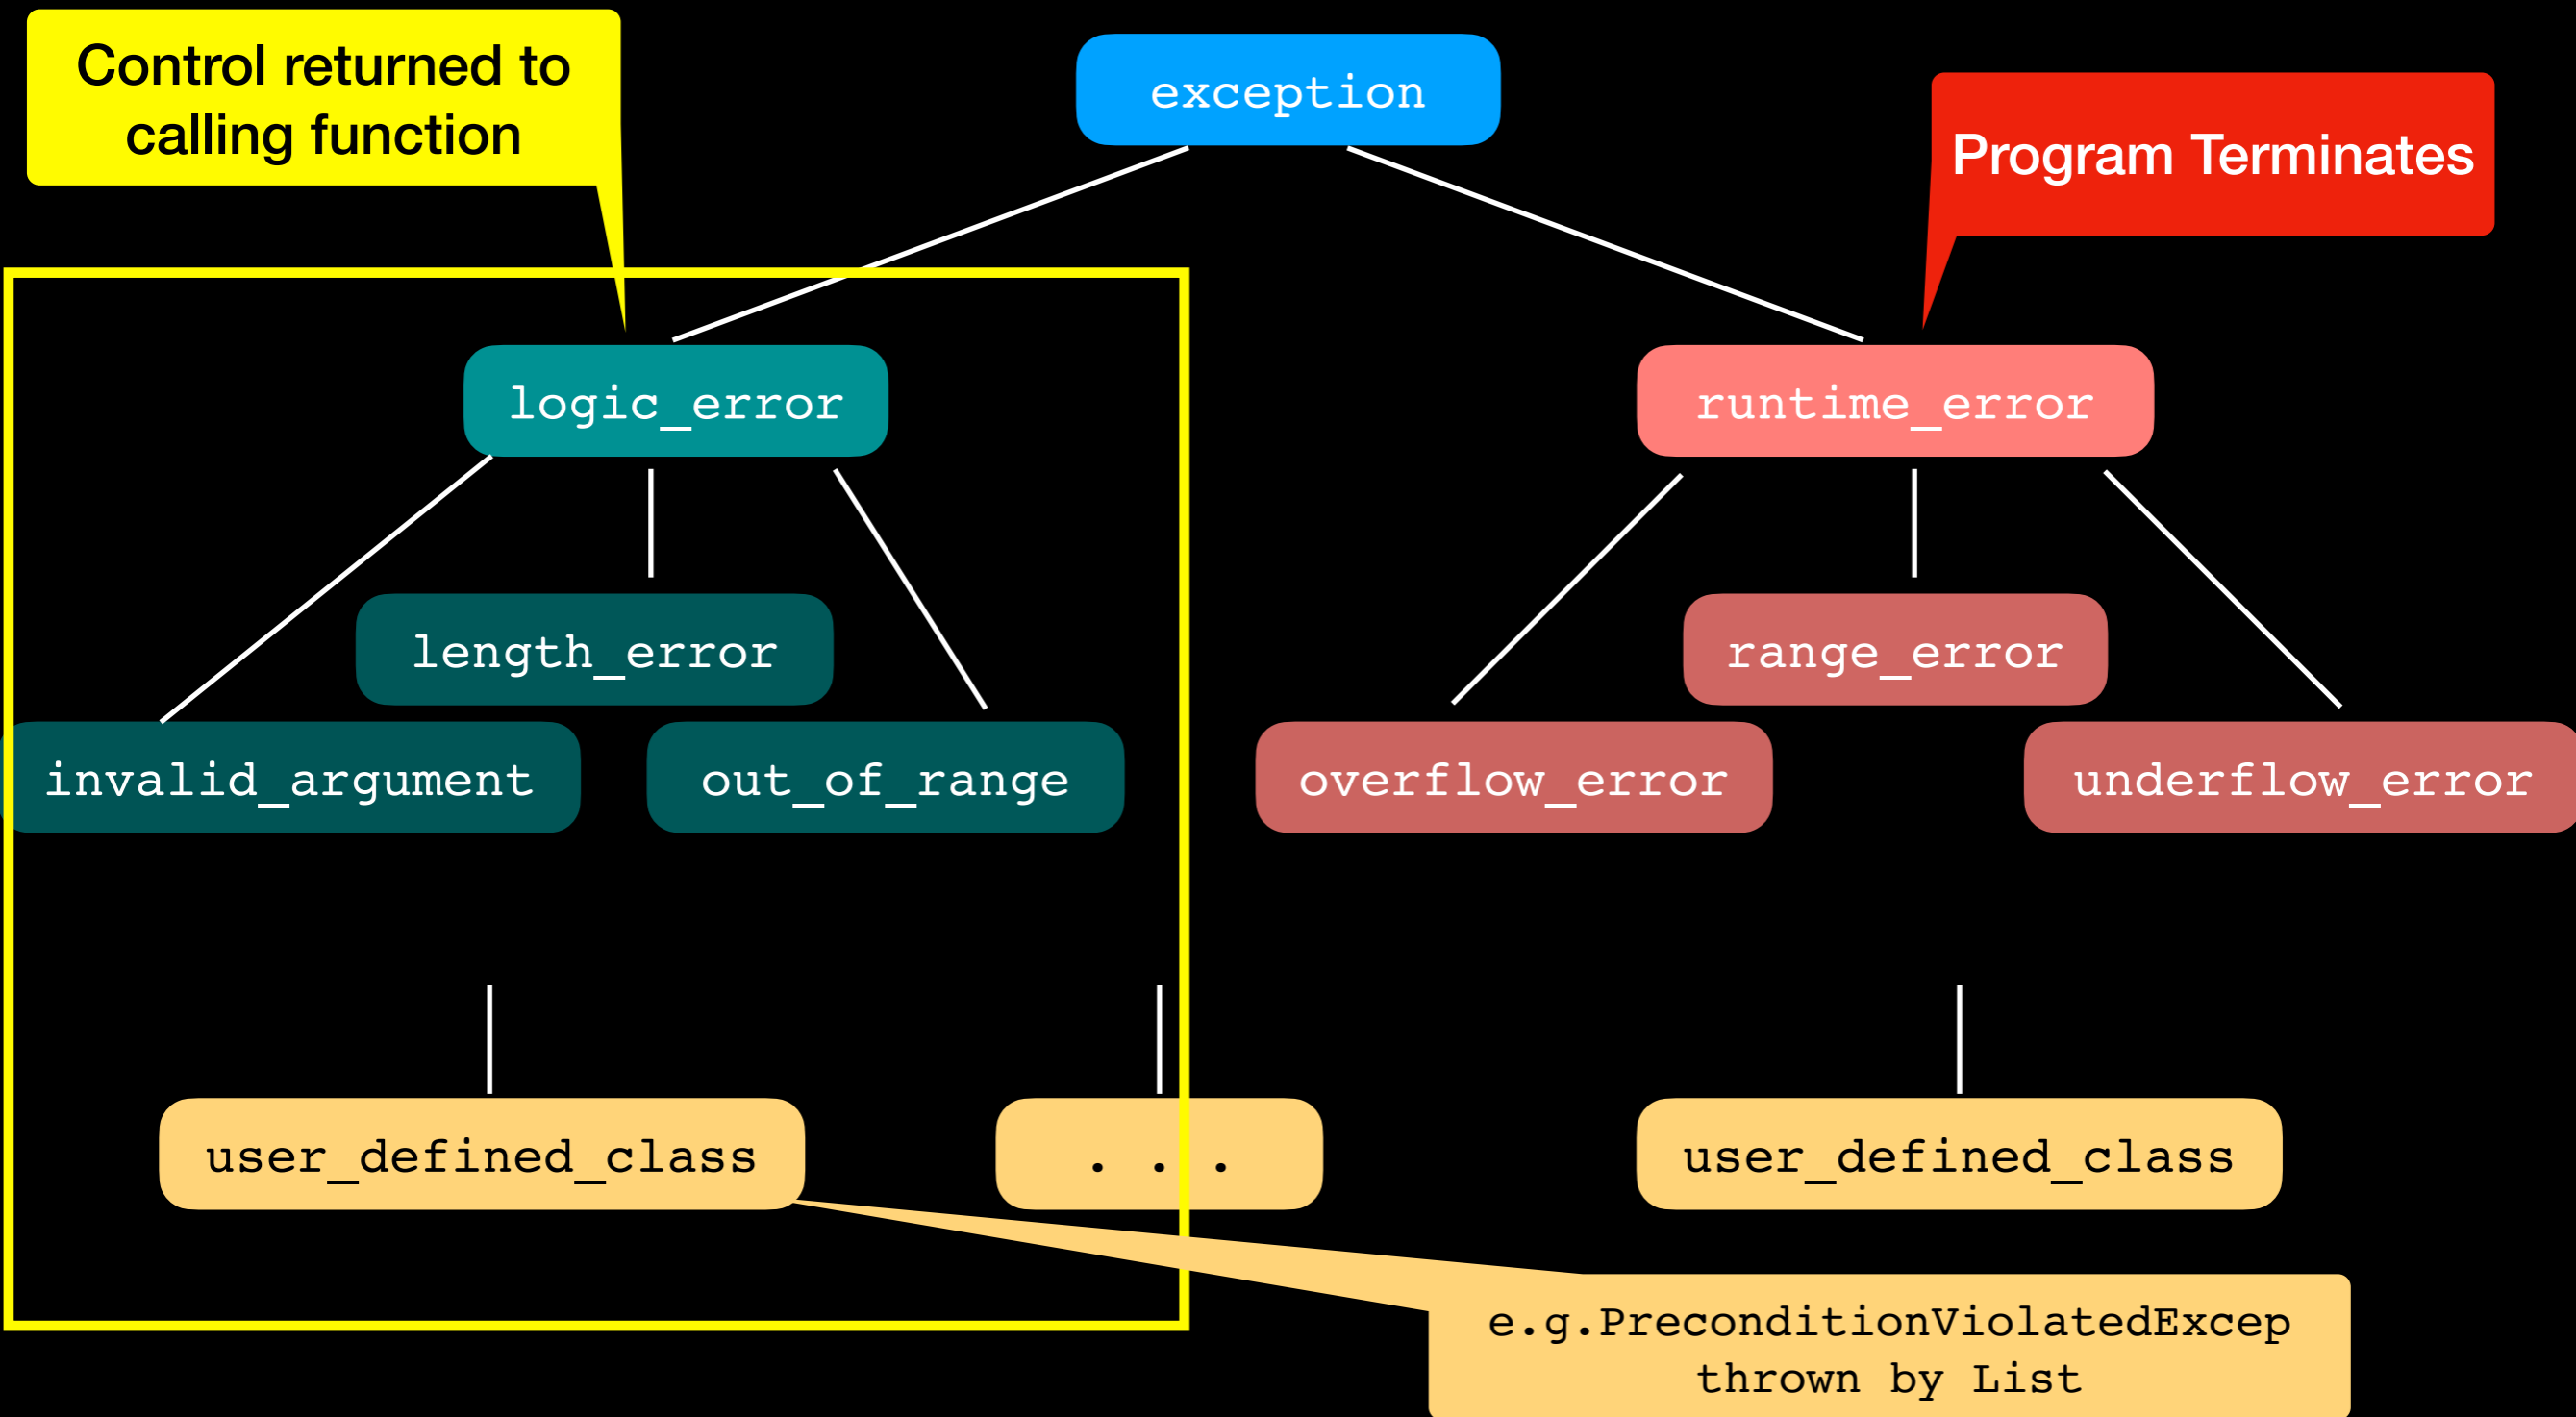 Control returned to
calling function
exception
Program Terminates
logic_error
runtime_error
length_error
range_error
invalid_argument
out_of_range
overflow_error
underflow_error
user_defined_class
. . .
user_defined_class
e.g.PreconditionViolatedExcep
thrown by List